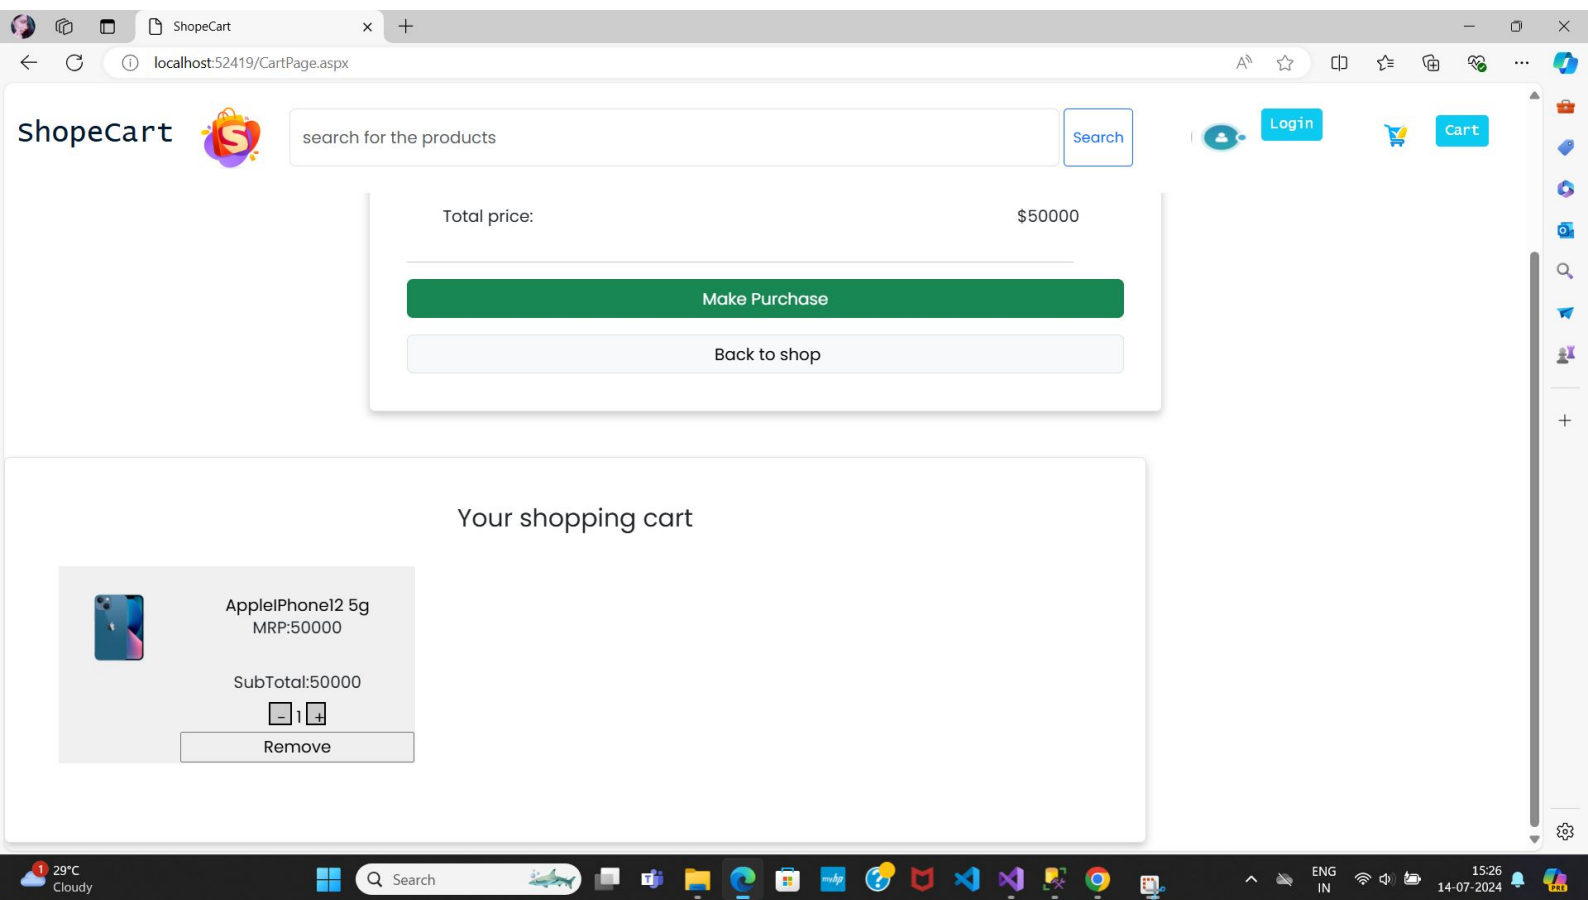 ShopeCart
localhost:52419/CartPage.aspx
ShopeCart
search for the products
Search
Login
Cart
Total price:
$50000
Make Purchase
Back to shop
Your shopping cart
AppleIPhone12 5g
MRP:50000
SubTotal:50000
- 1 +
Remove
1
29°C
Cloudy
Search
ENG
IN
15:26
14-07-2024
PRE